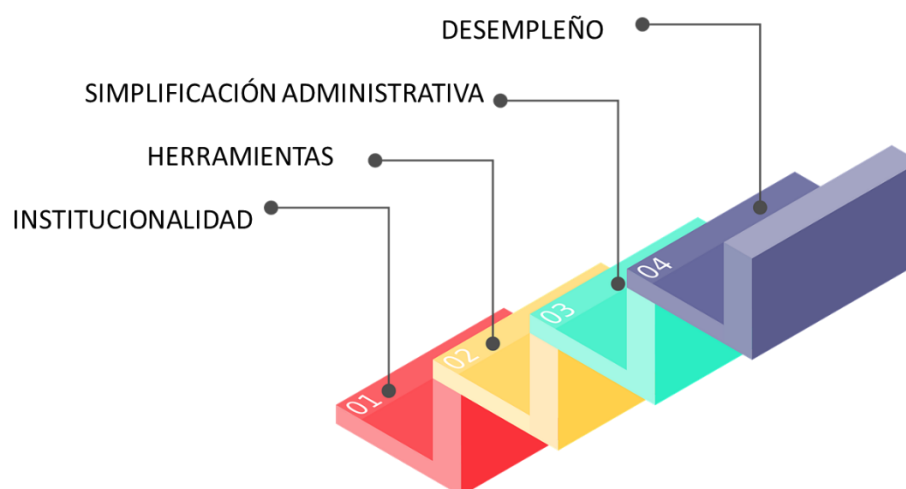 DESEMPLEÑO
SIMPLIFICACIÓN ADMINISTRATIVA
HERRAMIENTAS
INSTITUCIONALIDAD
04
03
02
01